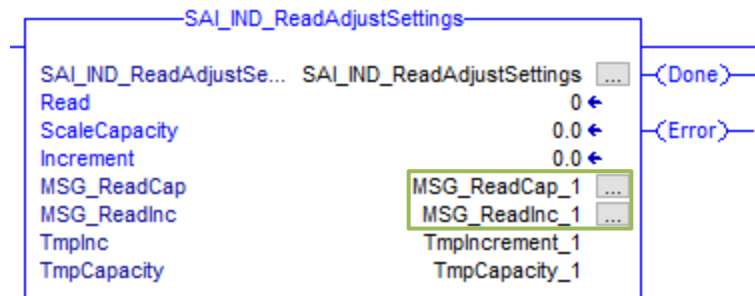 SAI_IND_ReadAdjustSettings
SAI_IND_ReadAdjustSe... SAI_IND_ReadAdjustSettings ... (Done)
Read 0
ScaleCapacity 0.0 (Error)
Increment 0.0
MSG_ReadCap MSG_ReadCap_1 ...
MSG_ReadInc MSG_ReadInc_1 ...
TmpInc TmpIncrement_1
TmpCapacity TmpCapacity_1